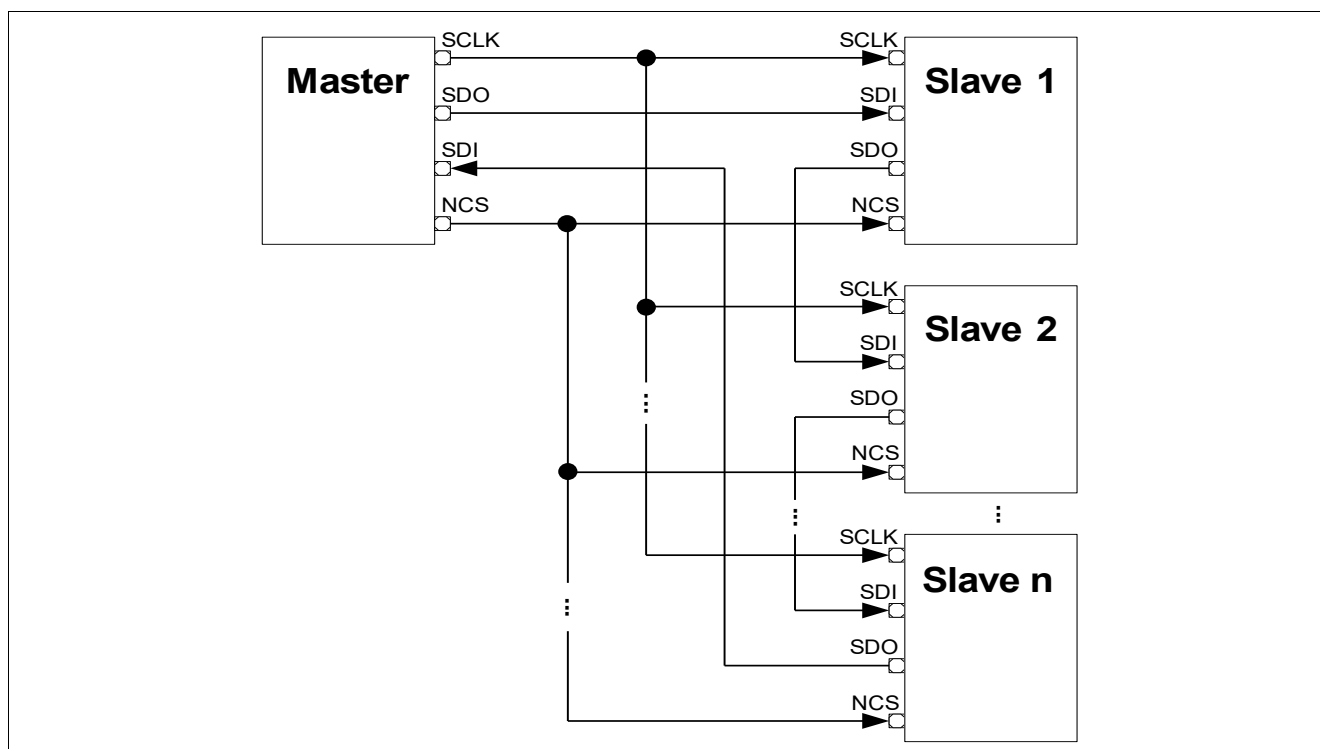 Master
SCLK
SDO
SDI
NCS
SCLK
SDI
SDO
NCS
Slave 1
SCLK
SDI
SDO
NCS
Slave 2
...
...
...
...
SCLK
SDI
SDO
NCS
Slave n